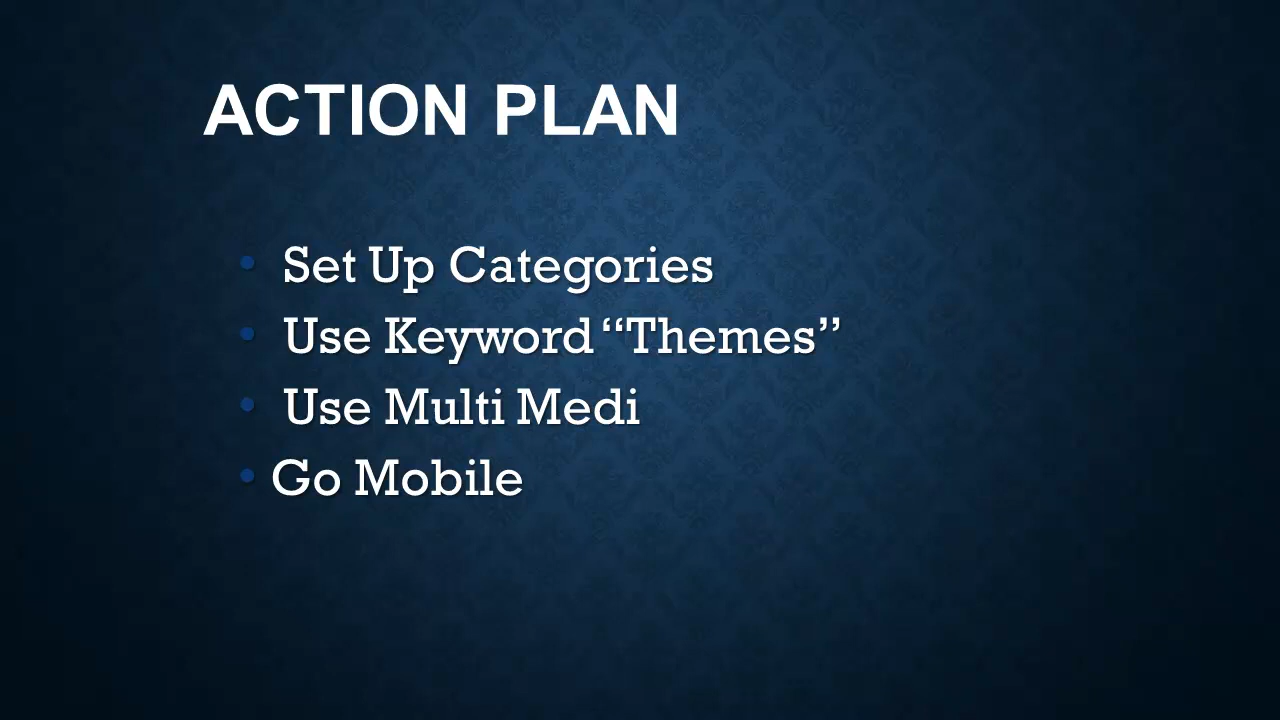 ACTION PLAN
• Set Up Categories
• Use Keyword “Themes”
• Use Multi Medi
• Go Mobile